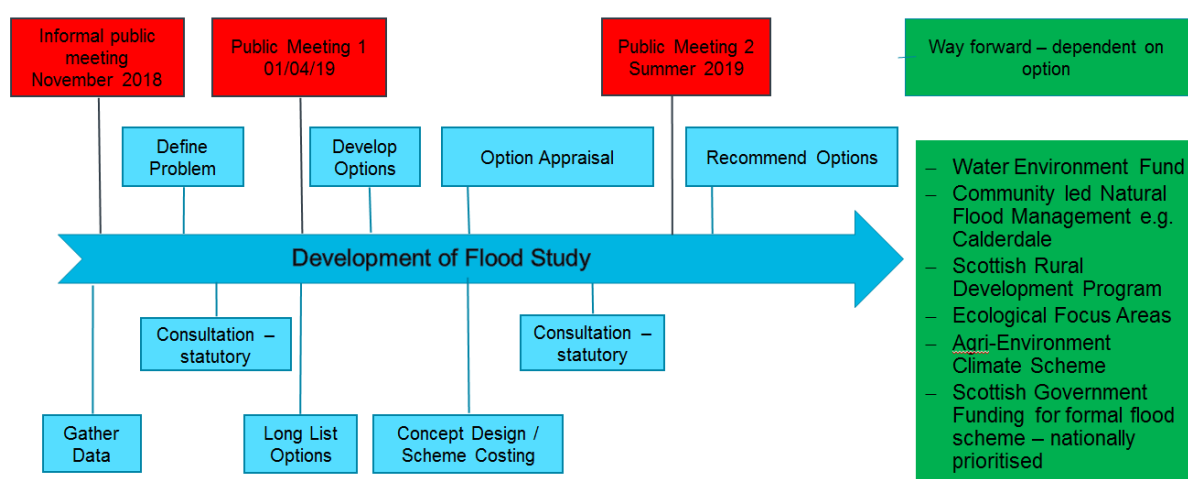 Informal public
meeting
November 2018
Public Meeting 1
01/04/19
Public Meeting 2
Summer 2019
Way forward – dependent on
option
Define
Problem
Develop
Options
Option Appraisal
Recommend Options
Development of Flood Study
Consultation –
statutory
Consultation –
statutory
Gather
Data
Long List
Options
Concept Design /
Scheme Costing
– Water Environment Fund
– Community led Natural
Flood Management e.g.
Calderdale
– Scottish Rural
Development Program
– Ecological Focus Areas
– Agri-Environment
Climate Scheme
– Scottish Government
Funding for formal flood
scheme – nationally
prioritised